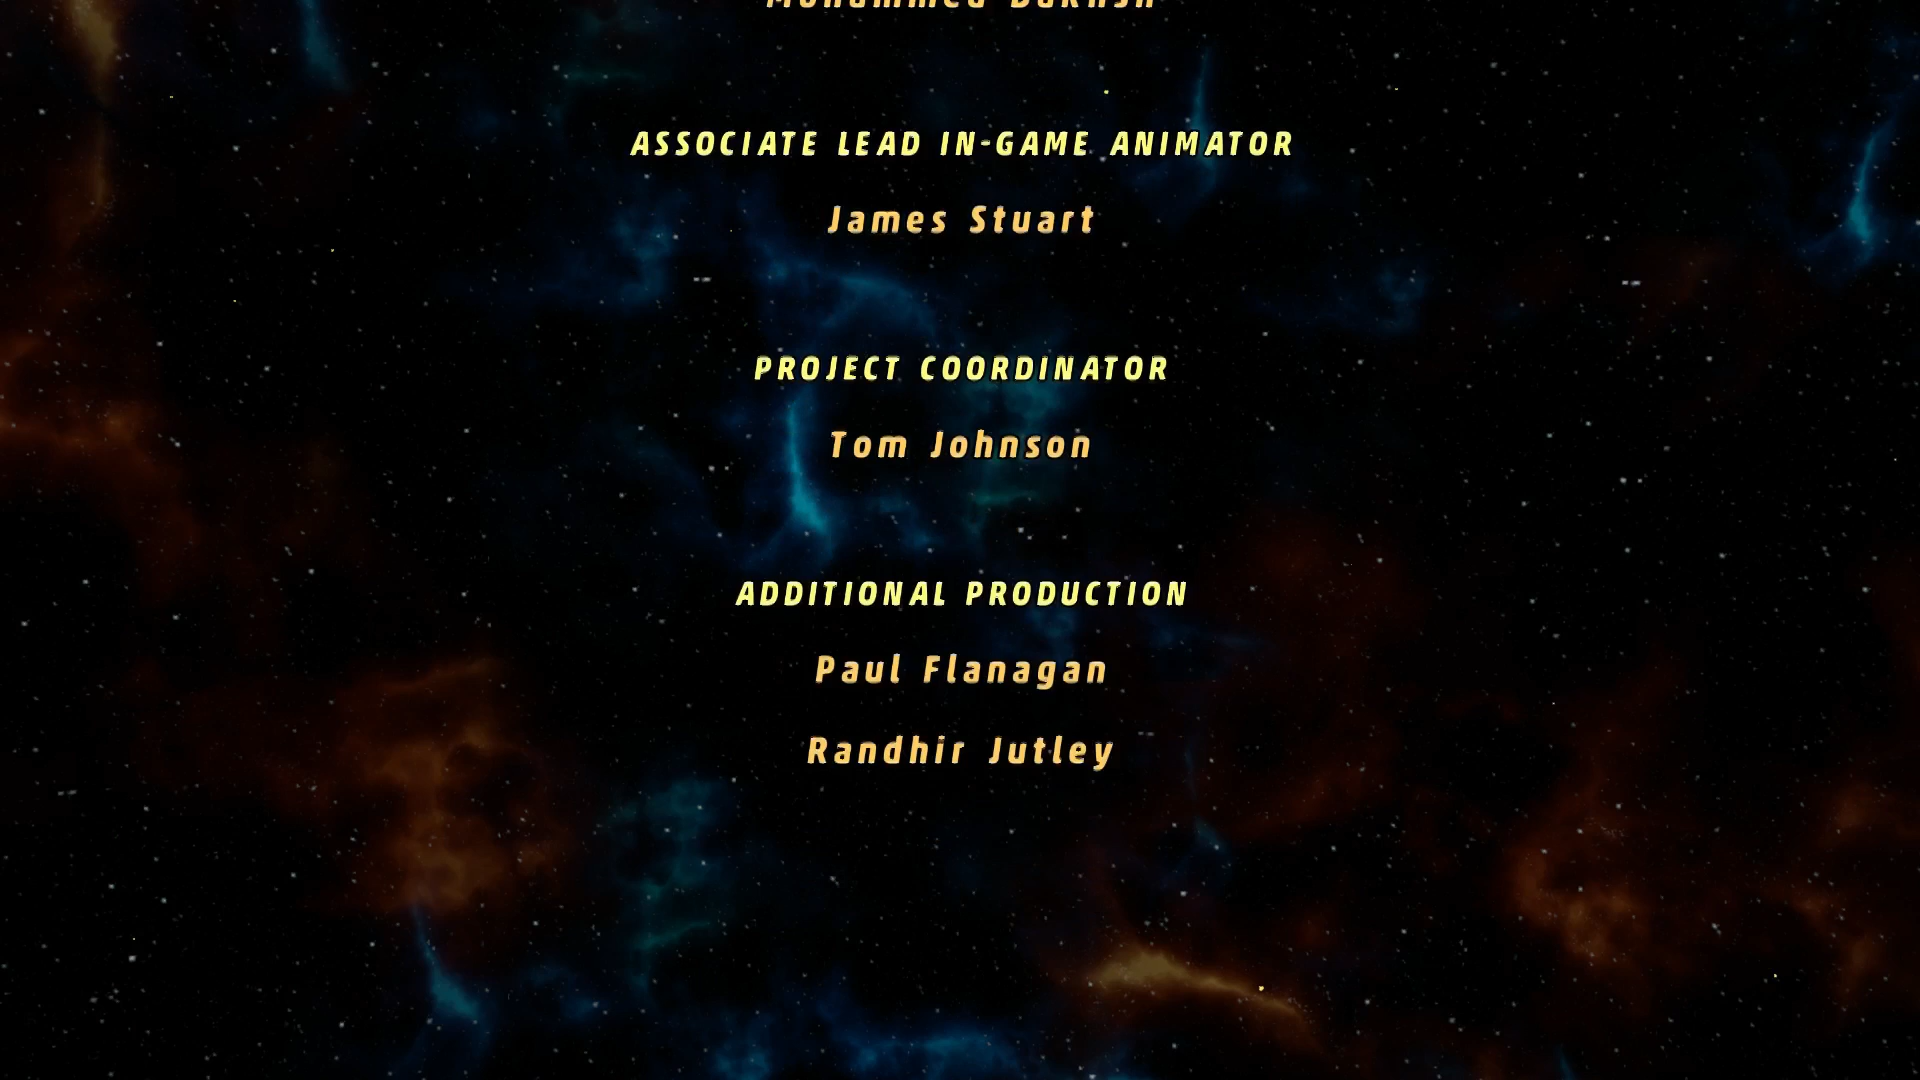 ASSOCIATE LEAD IN-GAME ANIMATOR
James Stuart
PROJECT COORDINATOR
Tom Johnson
ADDITIONAL PRODUCTION
Paul Flanagan
Randhir Jutley